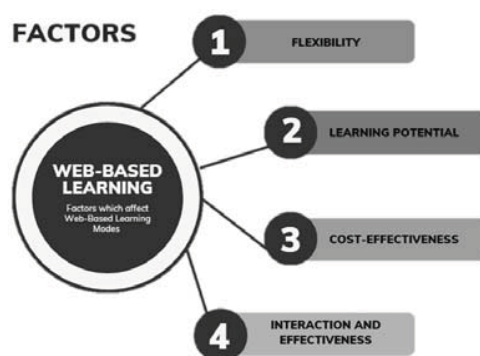 FACTORS
1
FLEXIBILITY
2
LEARNING POTENTIAL
WEB-BASED
LEARNING
Factors which affect
Web-Based Learning
Modes
3
COST-EFFECTIVENESS
4
INTERACTION AND
EFFECTIVENESS